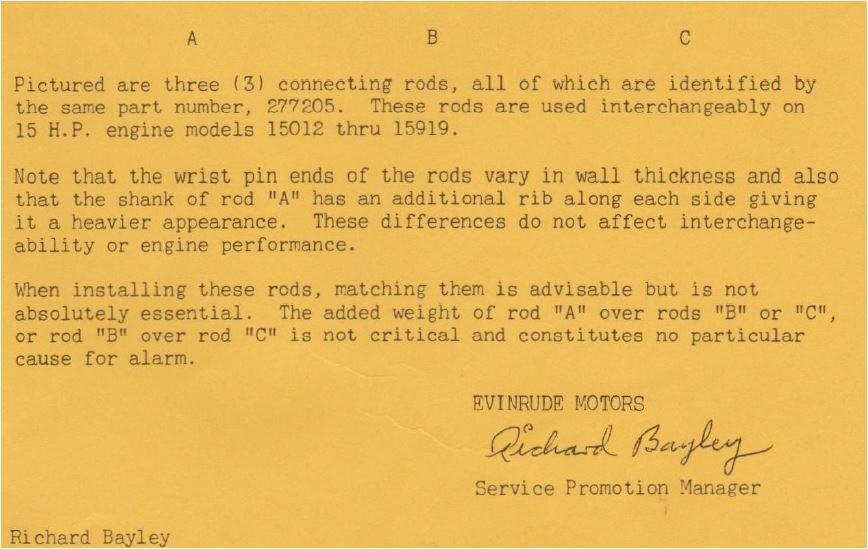 A B C
Pictured are three (3) connecting rods, all of which are identified by
the same part number, 277205. These rods are used interchangeably on
15 H.P. engine models 15012 thru 15919.
Note that the wrist pin ends of the rods vary in wall thickness and also
that the shank of rod "A" has an additional rib along each side giving
it a heavier appearance. These differences do not affect interchange-
ability or engine performance.
When installing these rods, matching them is advisable but is not
absolutely essential. The added weight of rod "A" over rods "B" or "C",
or rod "B" over rod "C" is not critical and constitutes no particular
cause for alarm.
EVINRUDE MOTORS
Richard Bayley
Service Promotion Manager
Richard Bayley